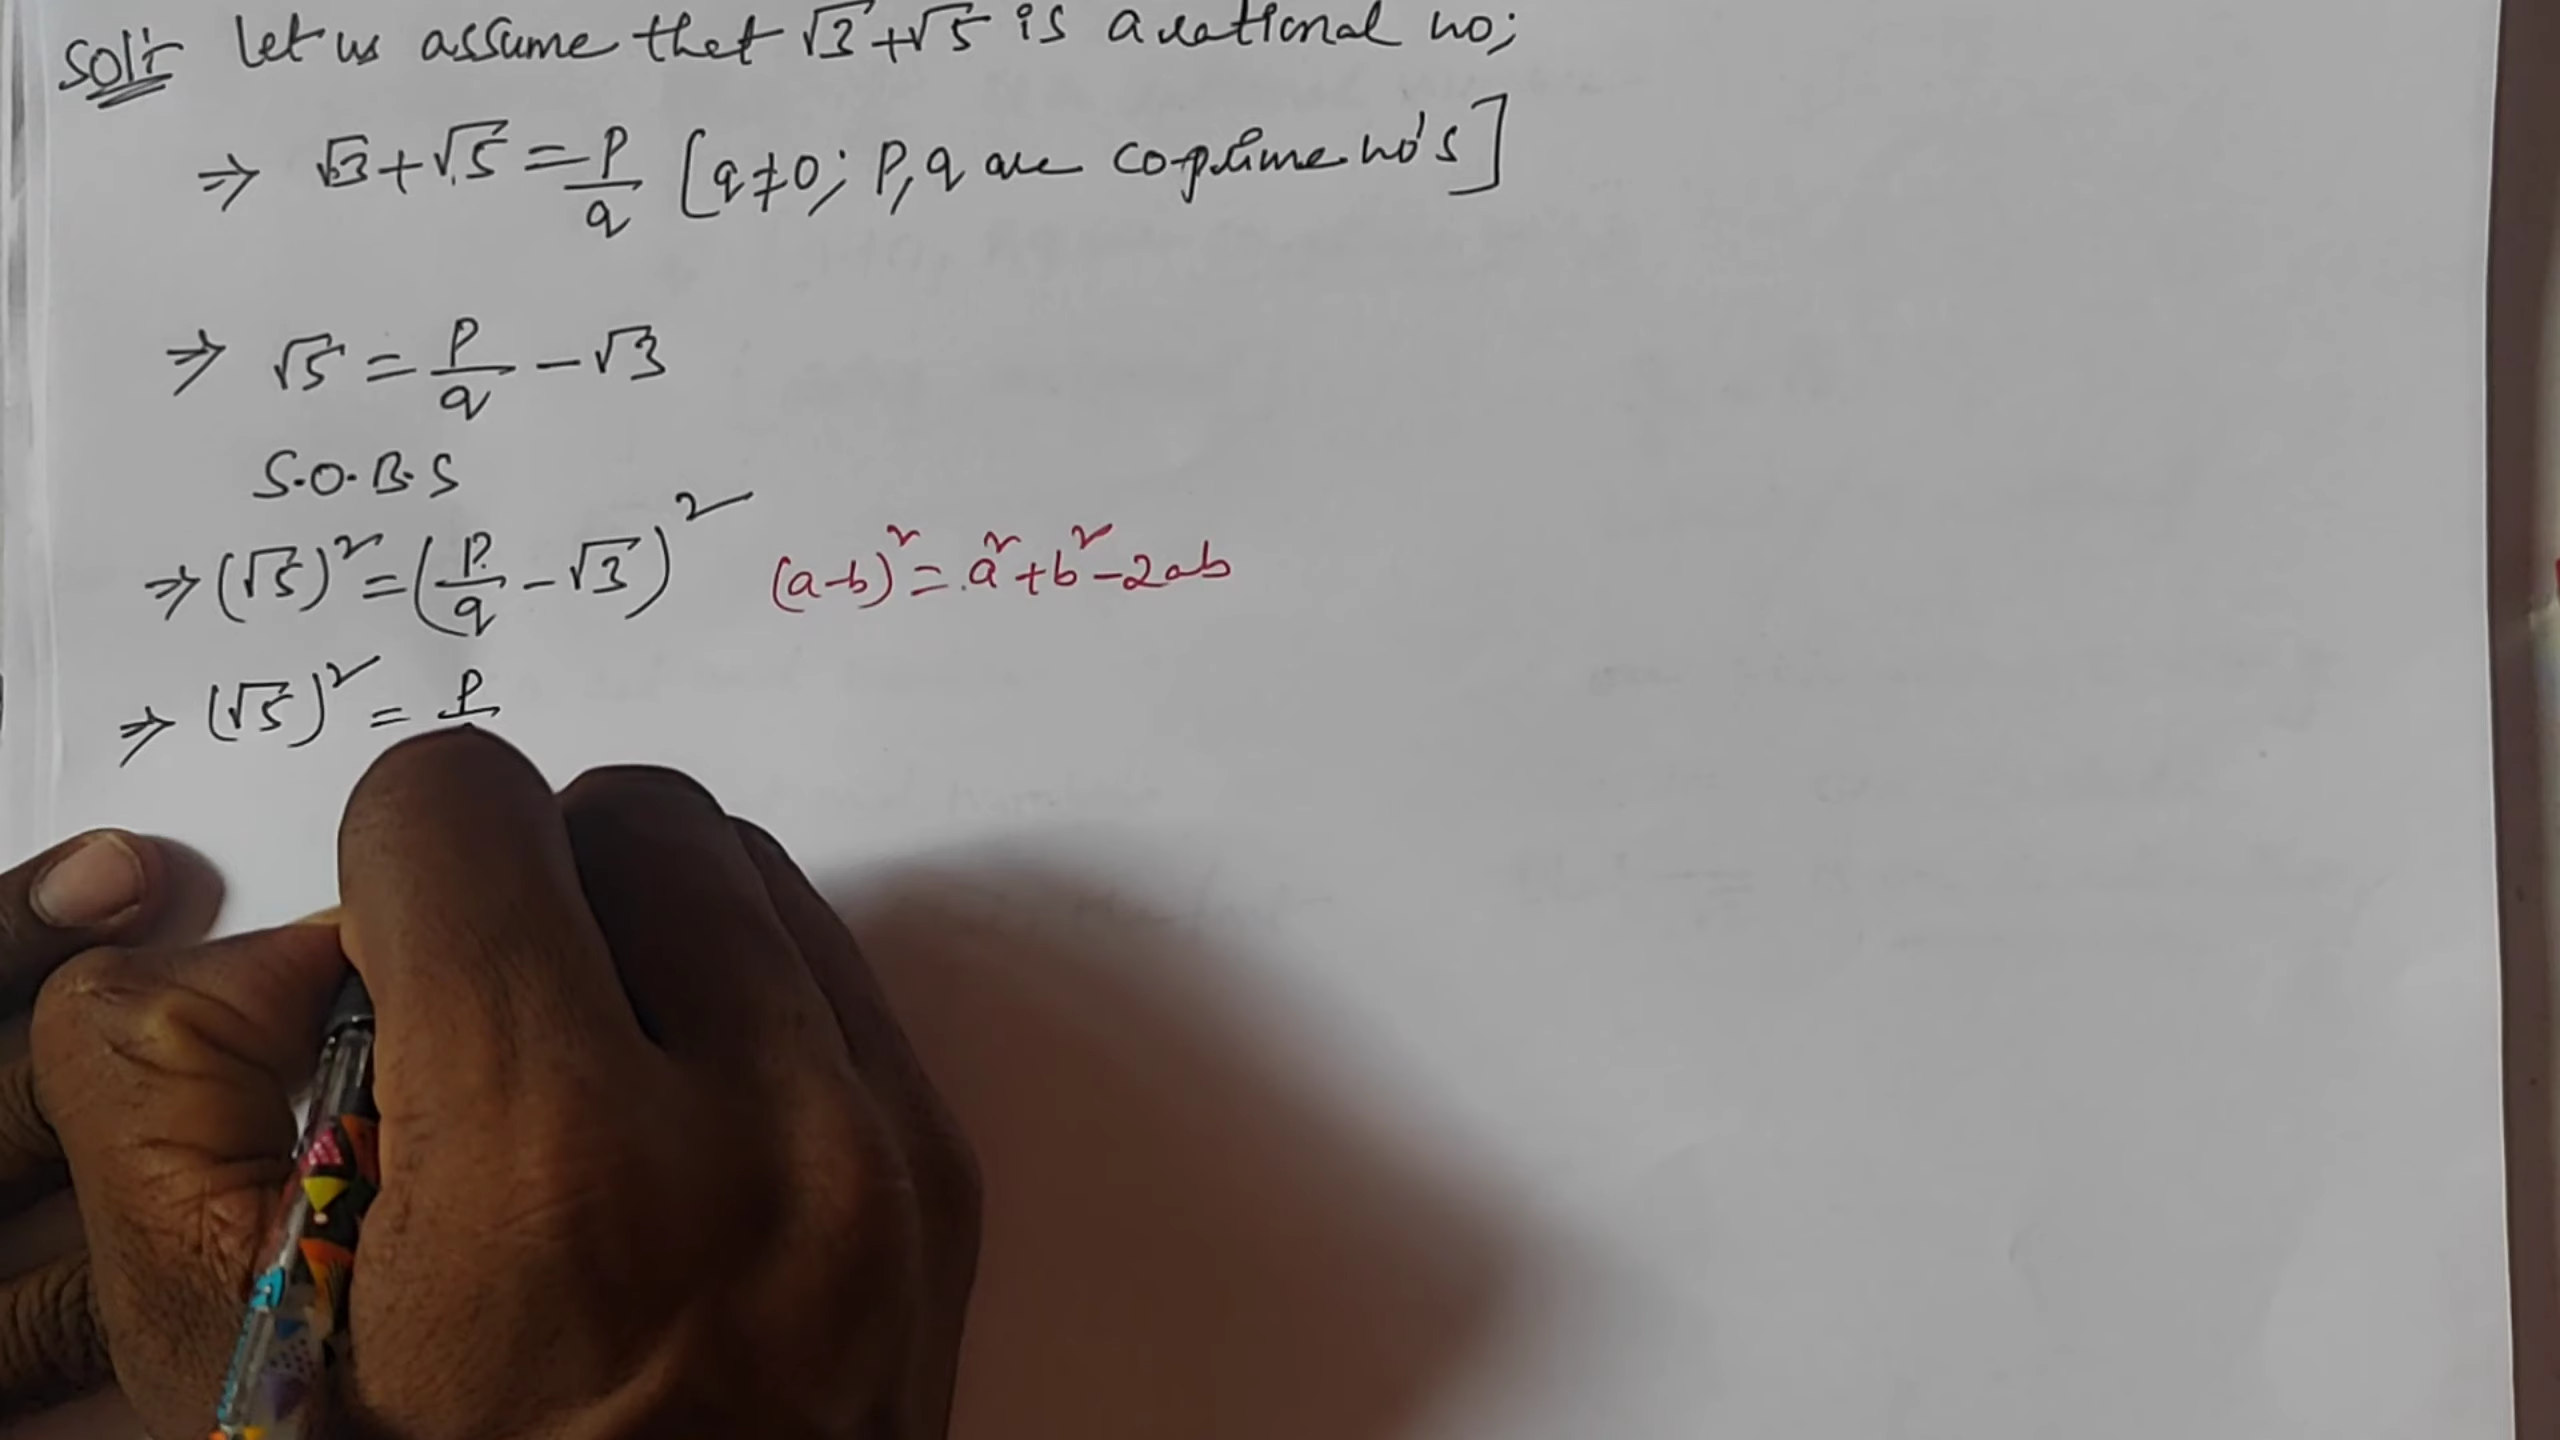 Sol:- Let us assume that √3+√5 is a rational no;
⇒ √3+√5 = p/q [q≠0; P,q are co-prime no's]
⇒ √5 = p/q - √3
S.O.B.S
⇒ (√5)² = (p/q - √3)² (a-b)² = a²+b²-2ab
⇒ (√5)² = p